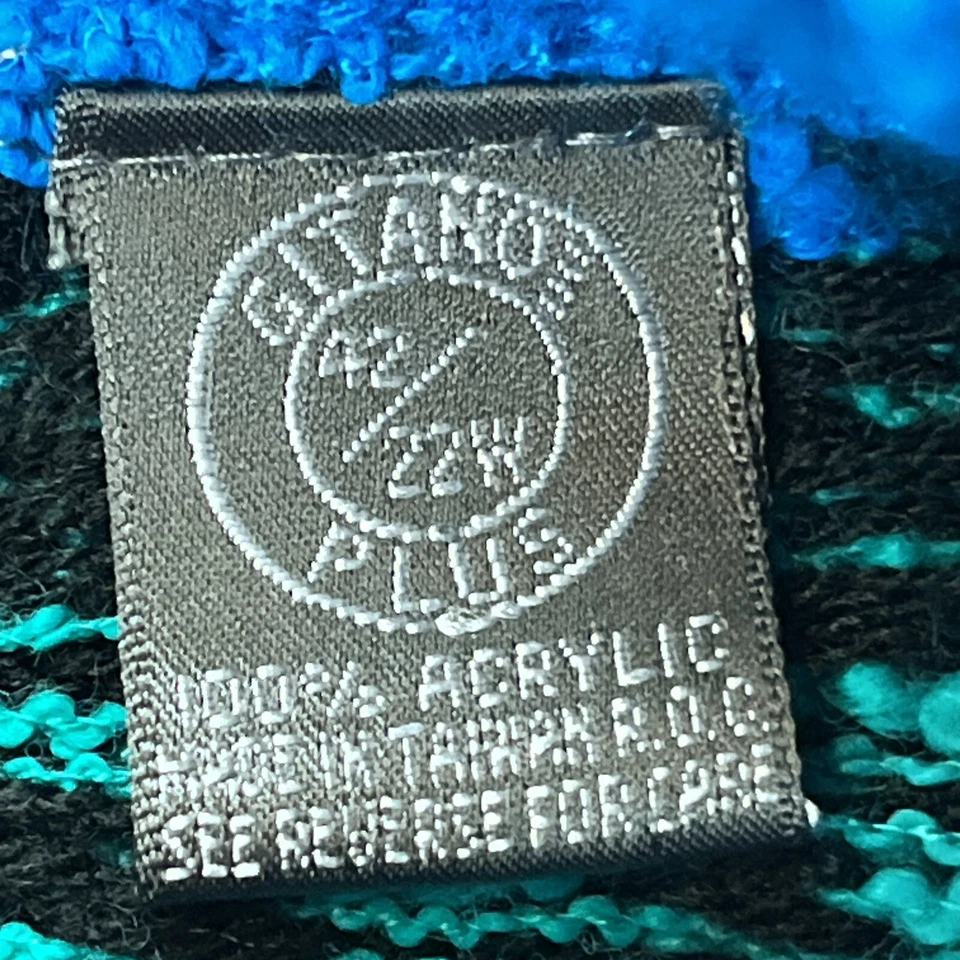 GITANO®
42/22W
PLUS
100% ACRYLIC
MADE IN TAIWAN R.O.C.
SEE REVERSE FOR CARE